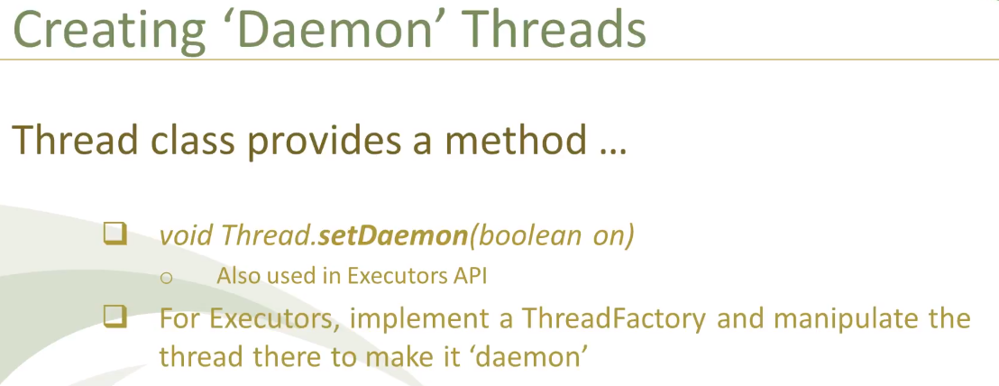 Creating ‘Daemon’ Threads
Thread class provides a method …
void Thread.setDaemon(boolean on)
Also used in Executors API
For Executors, implement a ThreadFactory and manipulate the
thread there to make it ‘daemon’